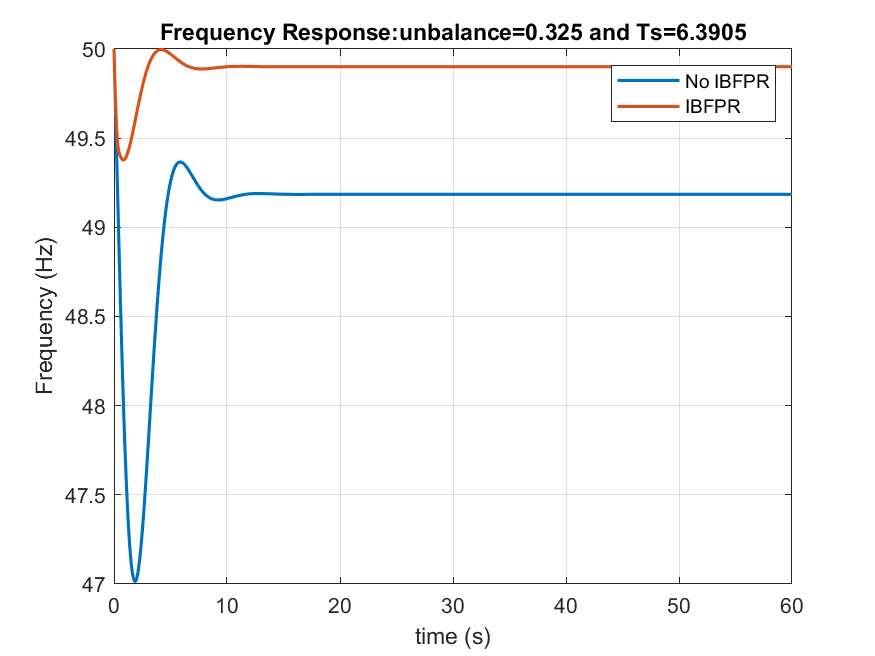 Frequency Response:unbalance=0.325 and Ts=6.3905
50
49.5
49
48.5
48
47.5
47
Frequency (Hz)
No IBFPR
IBFPR
0
10
20
30
40
50
60
time (s)